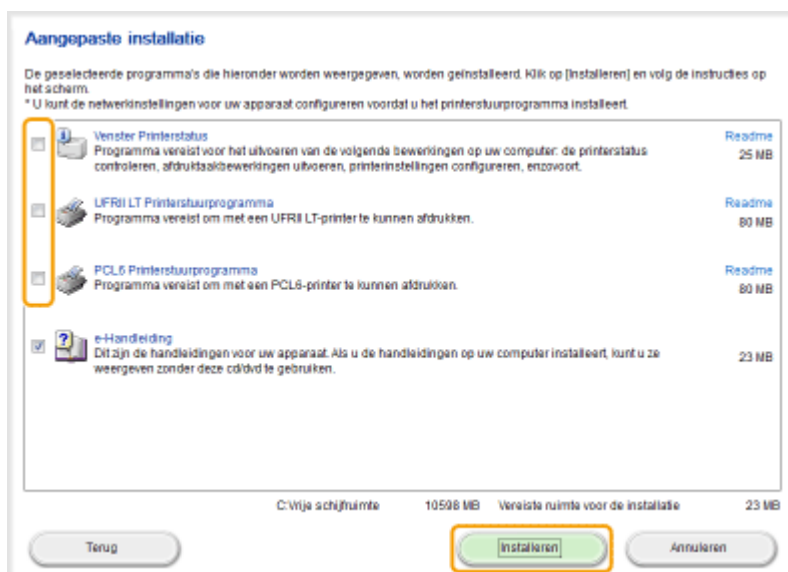 Aangepaste installatie
De geselecteerde programma's die hieronder worden weergegeven, worden geïnstalleerd. Klik op [Installeren] en volg de instructies op
het scherm.
* U kunt de netwerkinstellingen voor uw apparaat configureren voordat u het printerstuurprogramma installeert.
Venster Printerstatus
Readme
Programma vereist voor het uitvoeren van de volgende bewerkingen op uw computer: de printerstatus
25 MB
controleren, afdruktaakbewerkingen uitvoeren, printerinstellingen configureren, enzovoort.
UFRII LT Printerstuurprogramma
Readme
Programma vereist om met een UFRII LT-printer te kunnen afdrukken.
80 MB
PCL6 Printerstuurprogramma
Readme
Programma vereist om met een PCL6-printer te kunnen afdrukken.
80 MB
e-Handleiding
Dit zijn de handleidingen voor uw apparaat. Als u de handleidingen op uw computer installeert, kunt u ze
23 MB
weergeven zonder deze cd/dvd te gebruiken.
C:Vrije schijfruimte 10598 MB Vereiste ruimte voor de installatie 23 MB
Terug Installeren Annuleren